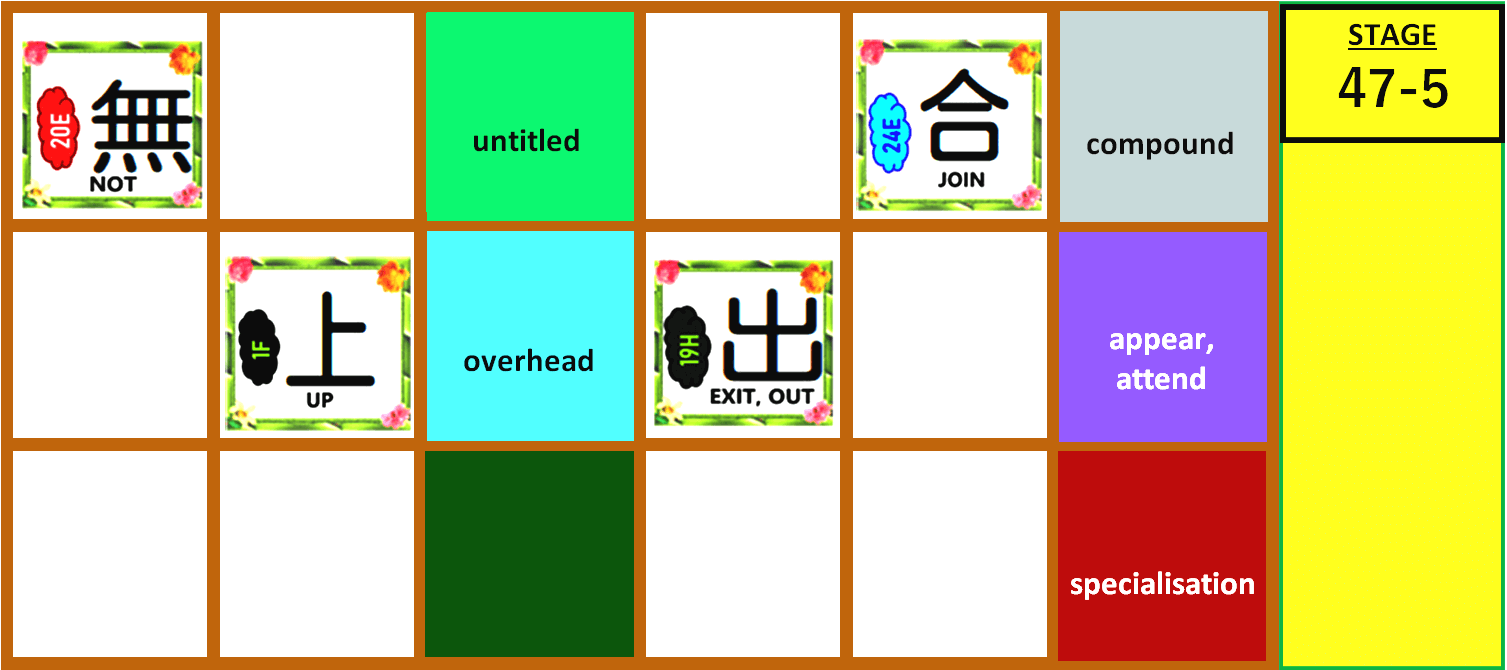 20E
無
NOT
untitled
24E
合
JOIN
compound
STAGE
47-5
1F
上
UP
overhead
19H
出
EXIT, OUT
appear,
attend
specialisation